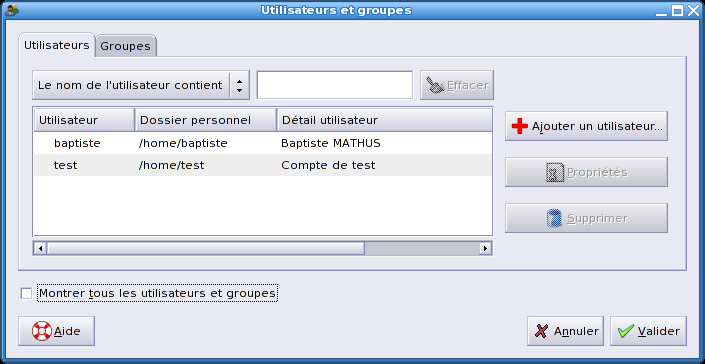 Utilisateurs et groupes
Utilisateurs Groupes
Le nom de l'utilisateur contient Effacer
Utilisateur Dossier personnel Détail utilisateur
baptiste /home/baptiste Baptiste MATHUS
test /home/test Compte de test
Ajouter un utilisateur...
Propriétés
Supprimer
Montrer tous les utilisateurs et groupes
Aide Annuler Valider